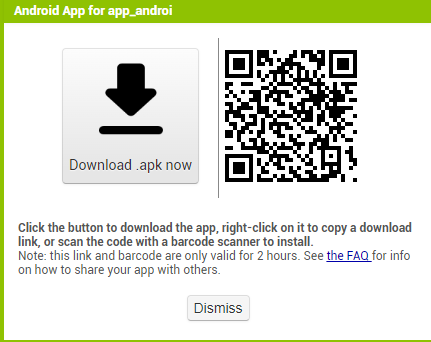 Android App for app_androi
Download .apk now
Click the button to download the app, right-click on it to copy a download
link, or scan the code with a barcode scanner to install.
Note: this link and barcode are only valid for 2 hours. See the FAQ for info
on how to share your app with others.
Dismiss